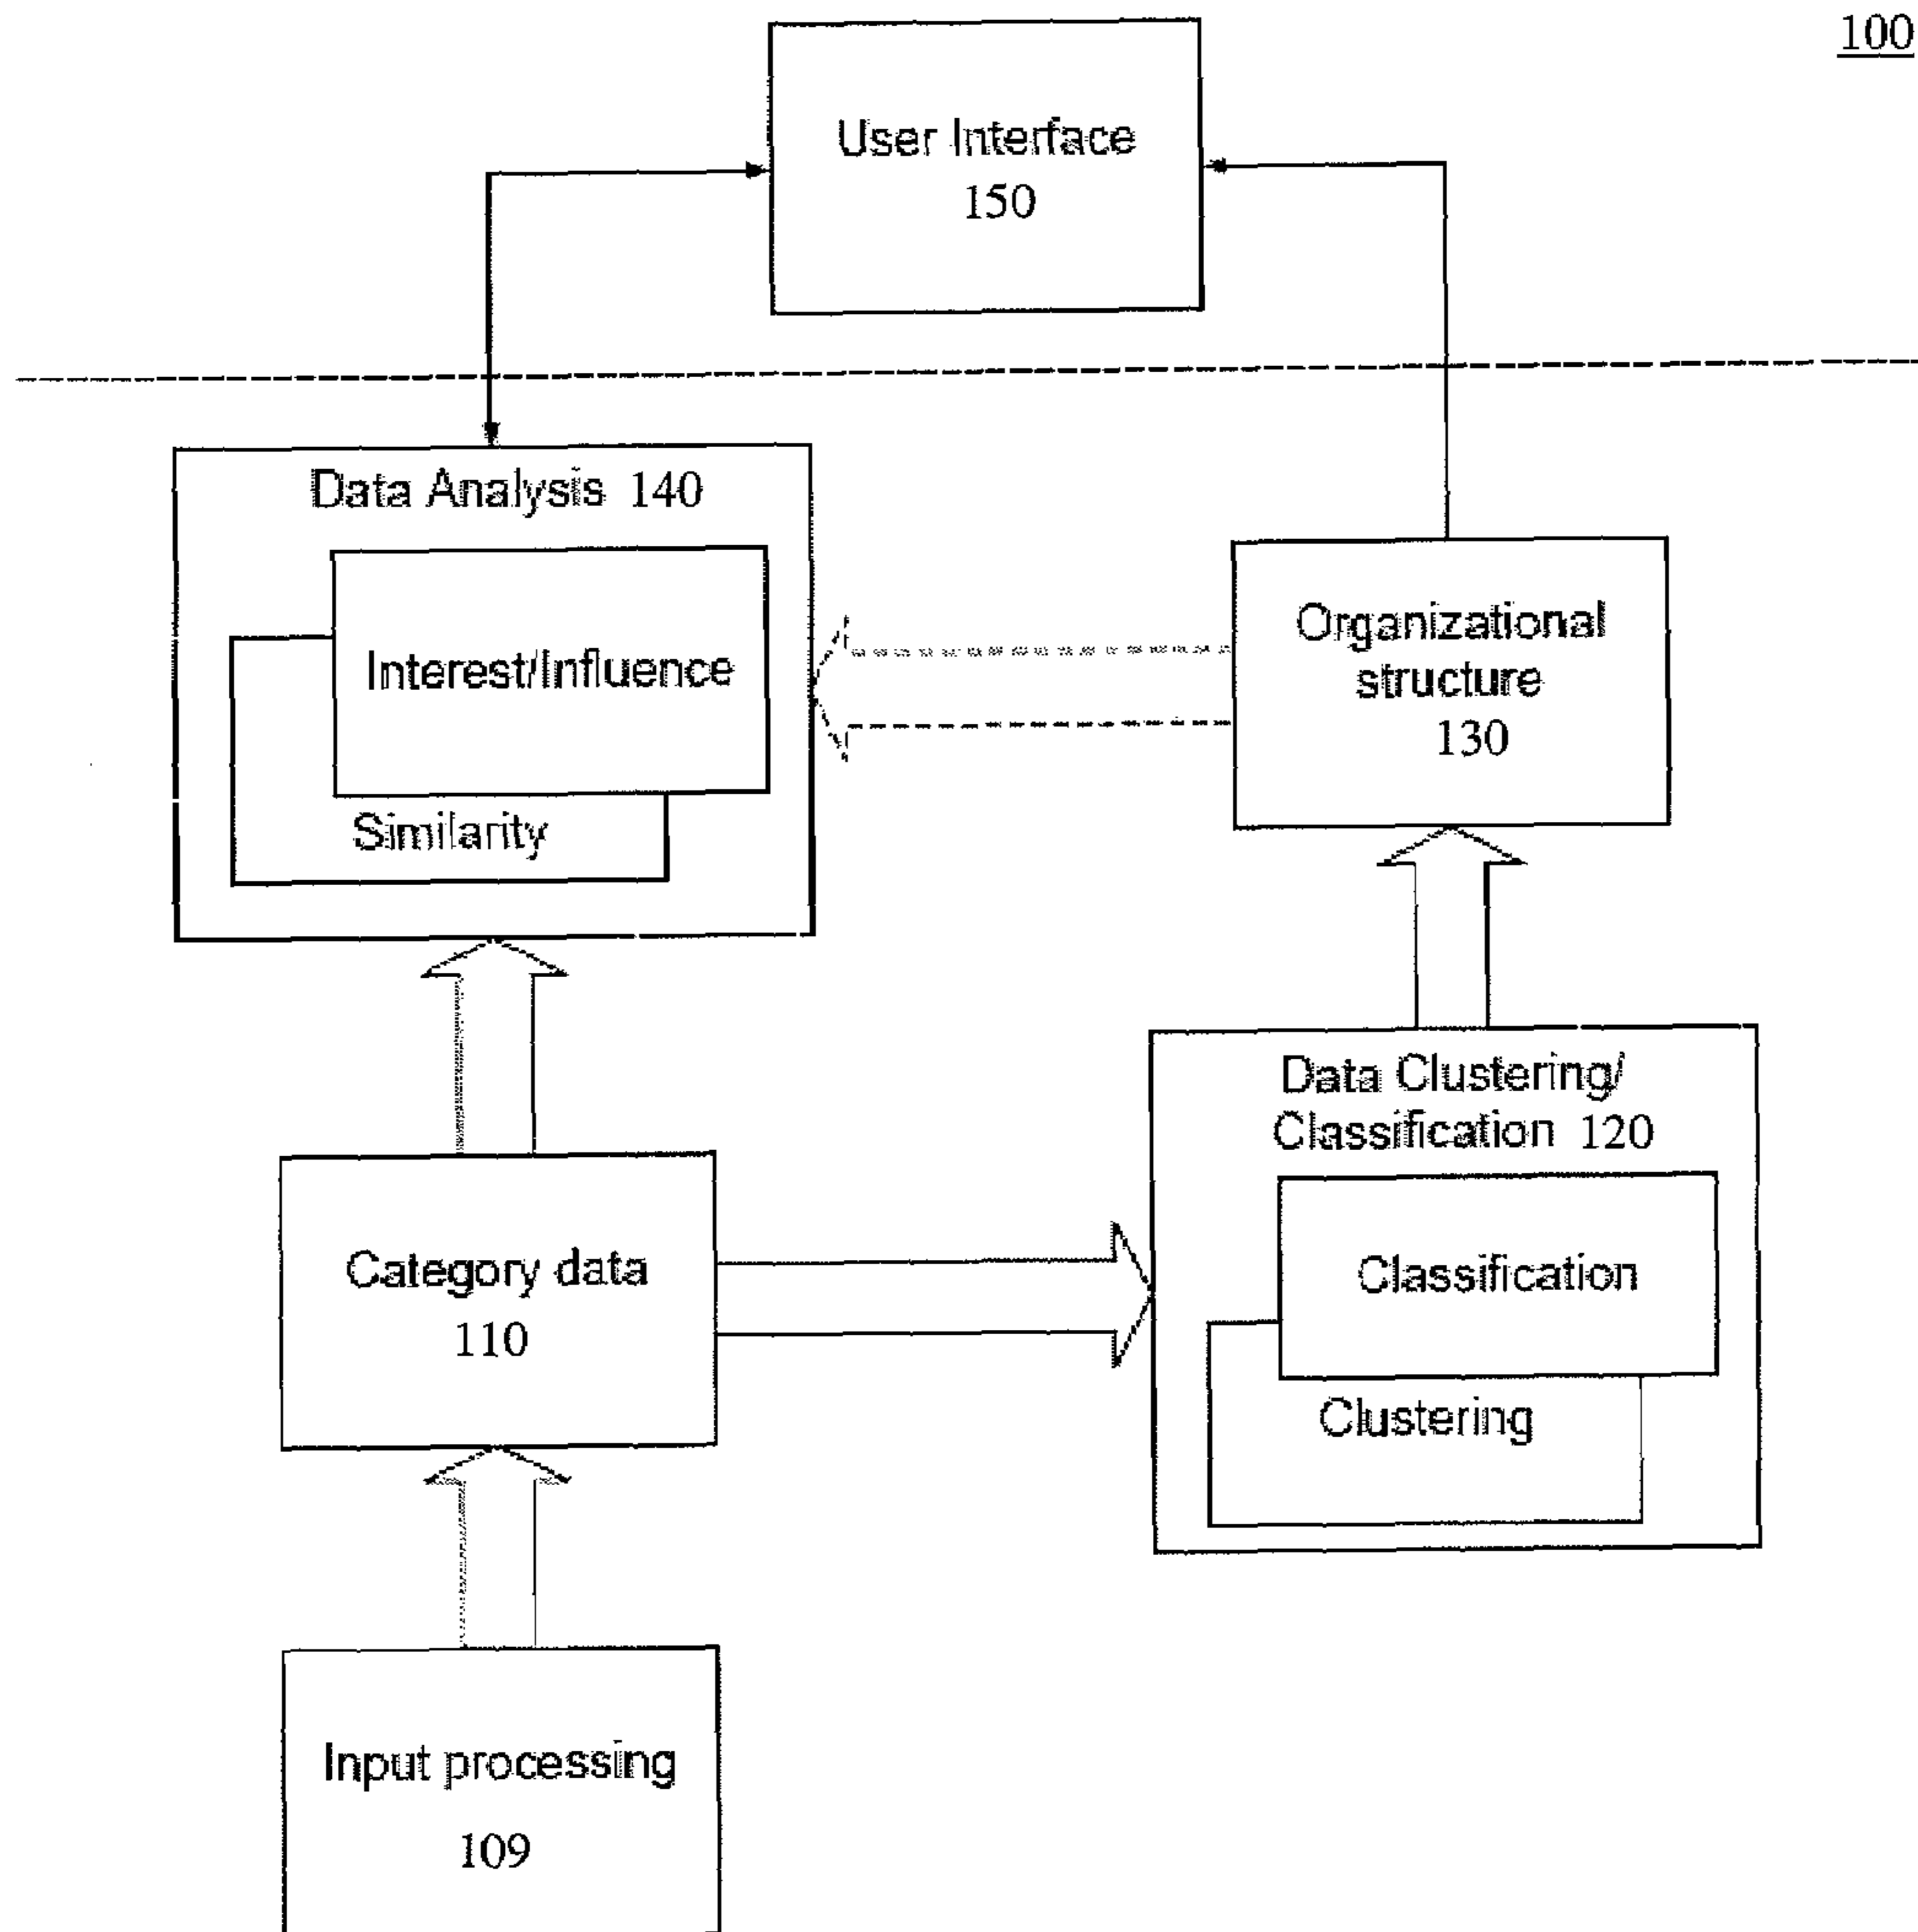 100
User Interface
150
Data Analysis 140
Interest/Influence
Similarity
Organizational
structure
130
Data Clustering/
Classification 120
Classification
Clustering
Category data
110
Input processing
109